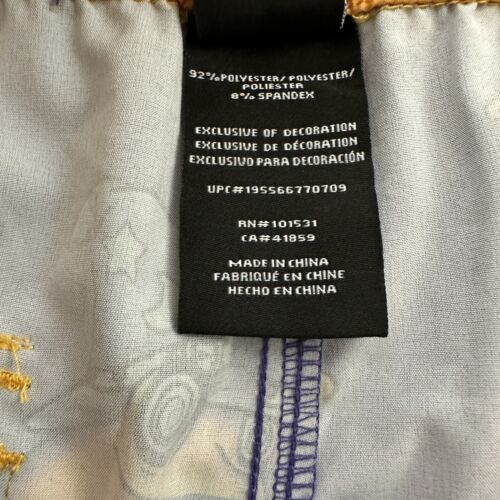 92%POLYESTER/POLYESTER/
POLIESTER
8% SPANDEX
EXCLUSIVE OF DECORATION
EXCLUSIVE DE DÉCORATION
EXCLUSIVO PARA DECORACIÓN
UPC#195566770709
RN#101531
CA#41859
MADE IN CHINA
FABRIQUÉ EN CHINE
HECHO EN CHINA